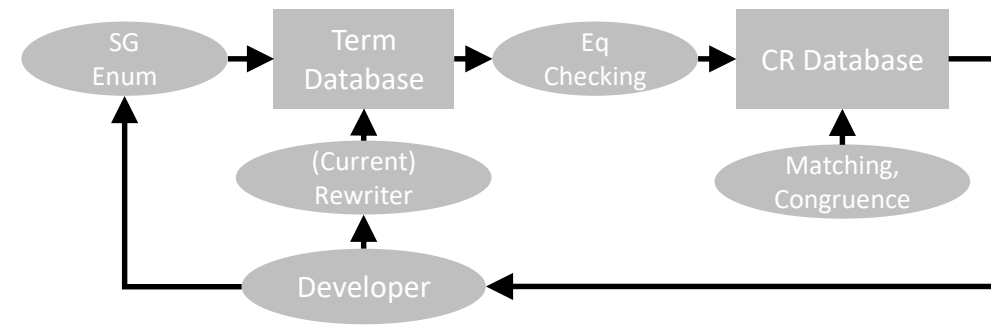 SG
Enum
Term
Database
Eq
Checking
CR Database
(Current)
Rewriter
Matching,
Congruence
Developer